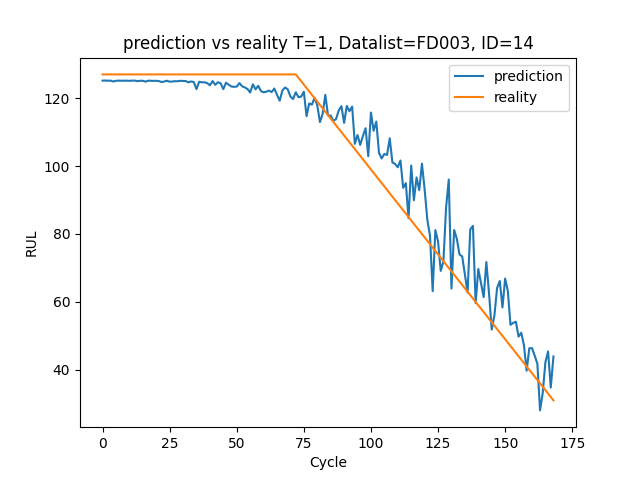 prediction vs reality T=1, Datalist=FD003, ID=14
prediction
reality
120
100
80
60
40
RUL
0 25 50 75 100 125 150 175
Cycle